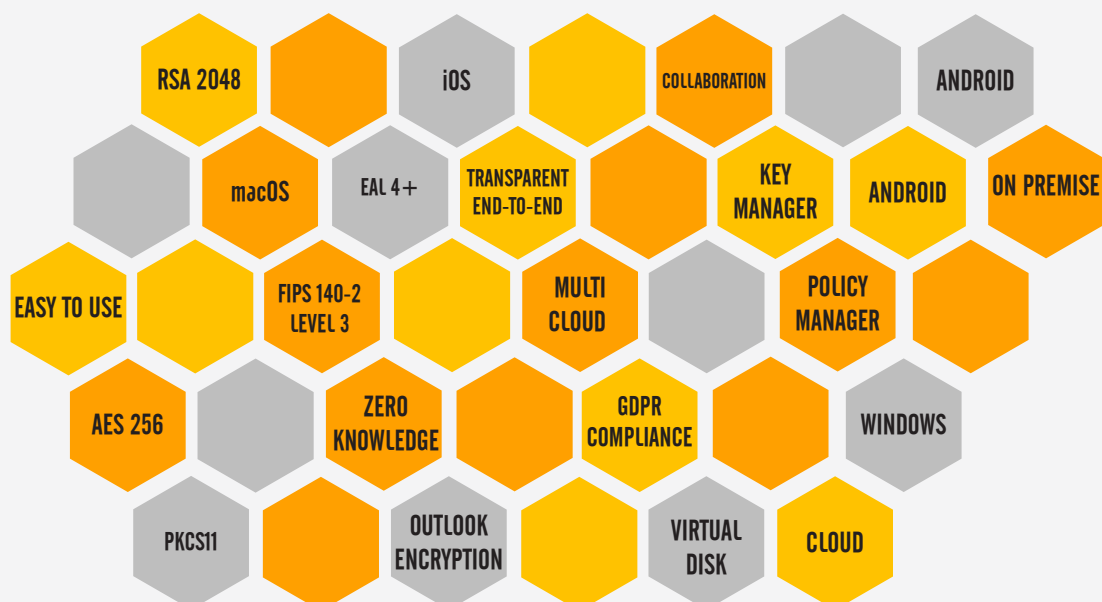 RSA 2048
iOS
COLLABORATION
ANDROID
macOS
EAL 4+
TRANSPARENT
END-TO-END
KEY
MANAGER
ANDROID
ON PREMISE
EASY TO USE
FIPS 140-2
LEVEL 3
MULTI
CLOUD
POLICY
MANAGER
AES 256
ZERO
KNOWLEDGE
GDPR
COMPLIANCE
WINDOWS
PKCS11
OUTLOOK
ENCRYPTION
VIRTUAL
DISK
CLOUD